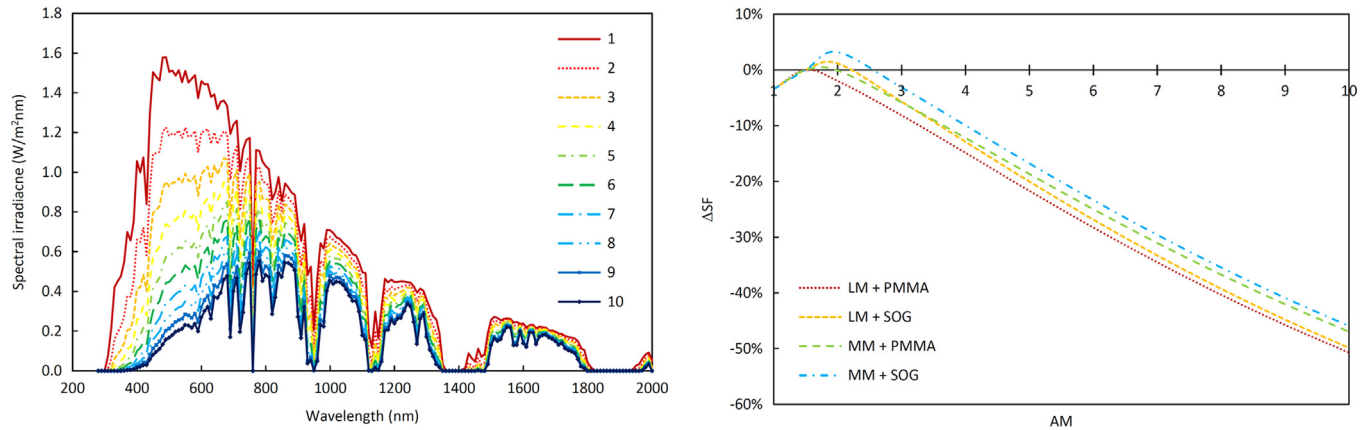 1.8
1.6
1.4
1.2
1.0
0.8
0.6
0.4
0.2
0.0
Spectral irradiacne (W/m²nm)
200 400 600 800 1000 1200 1400 1600 1800 2000
Wavelength (nm)
1
2
3
4
5
6
7
8
9
10
10%
0%
-10%
-20%
-30%
-40%
-50%
-60%
ΔSF
1 2 3 4 5 6 7 8 9 10
AM
LM + PMMA
LM + SOG
MM + PMMA
MM + SOG